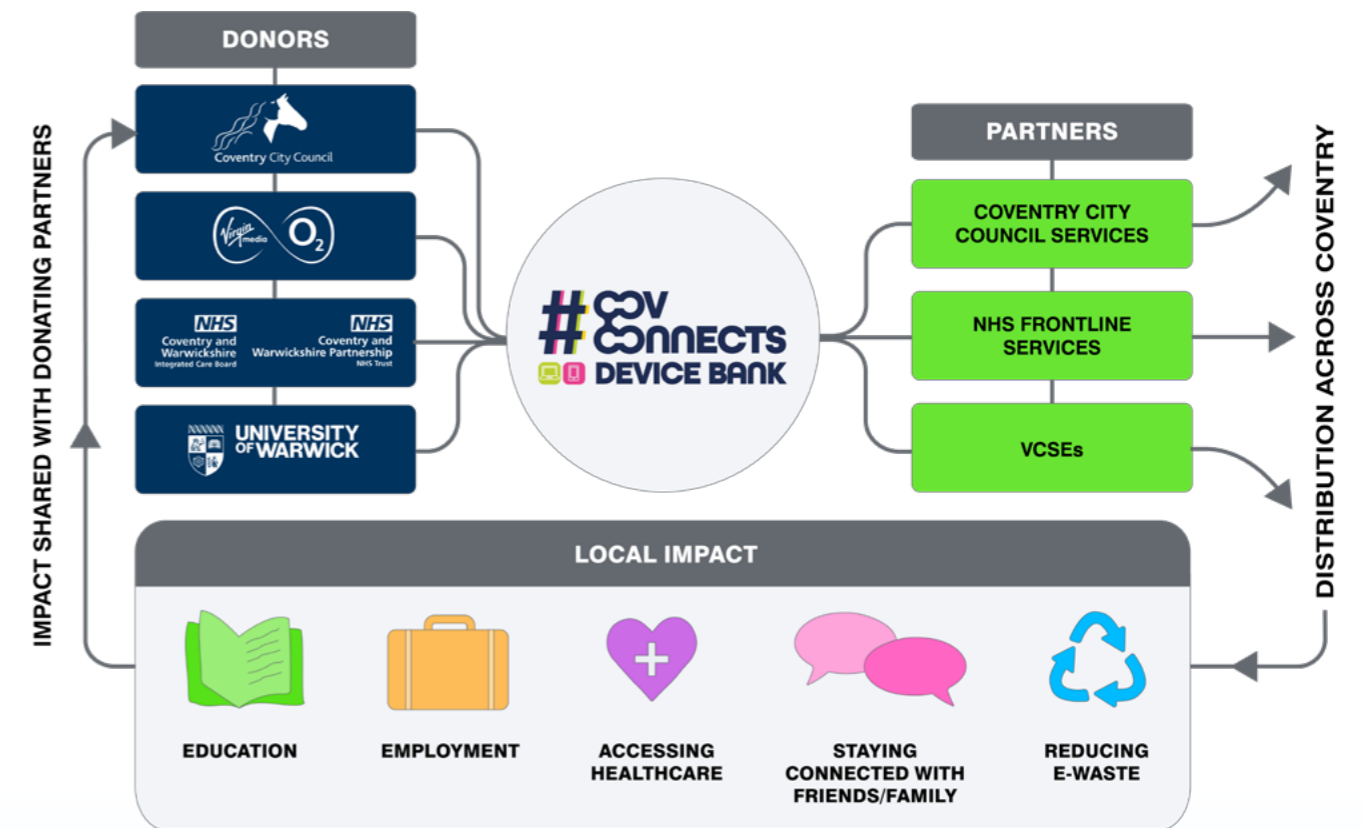 IMPACT SHARED WITH DONATING PARTNERS
DONORS
Coventry City Council
Virgin
media
O2
NHS
Coventry and
Warwickshire
Integrated Care Board
NHS
Coventry and
Warwickshire Partnership
NHS Trust
UNIVERSITY
OF WARWICK
#COV
CONNECTS
DEVICE BANK
PARTNERS
COVENTRY CITY
COUNCIL SERVICES
NHS FRONTLINE
SERVICES
VCSEs
DISTRIBUTION ACROSS COVENTRY
LOCAL IMPACT
EDUCATION
EMPLOYMENT
ACCESSING
HEALTHCARE
STAYING
CONNECTED WITH
FRIENDS/FAMILY
REDUCING
E-WASTE